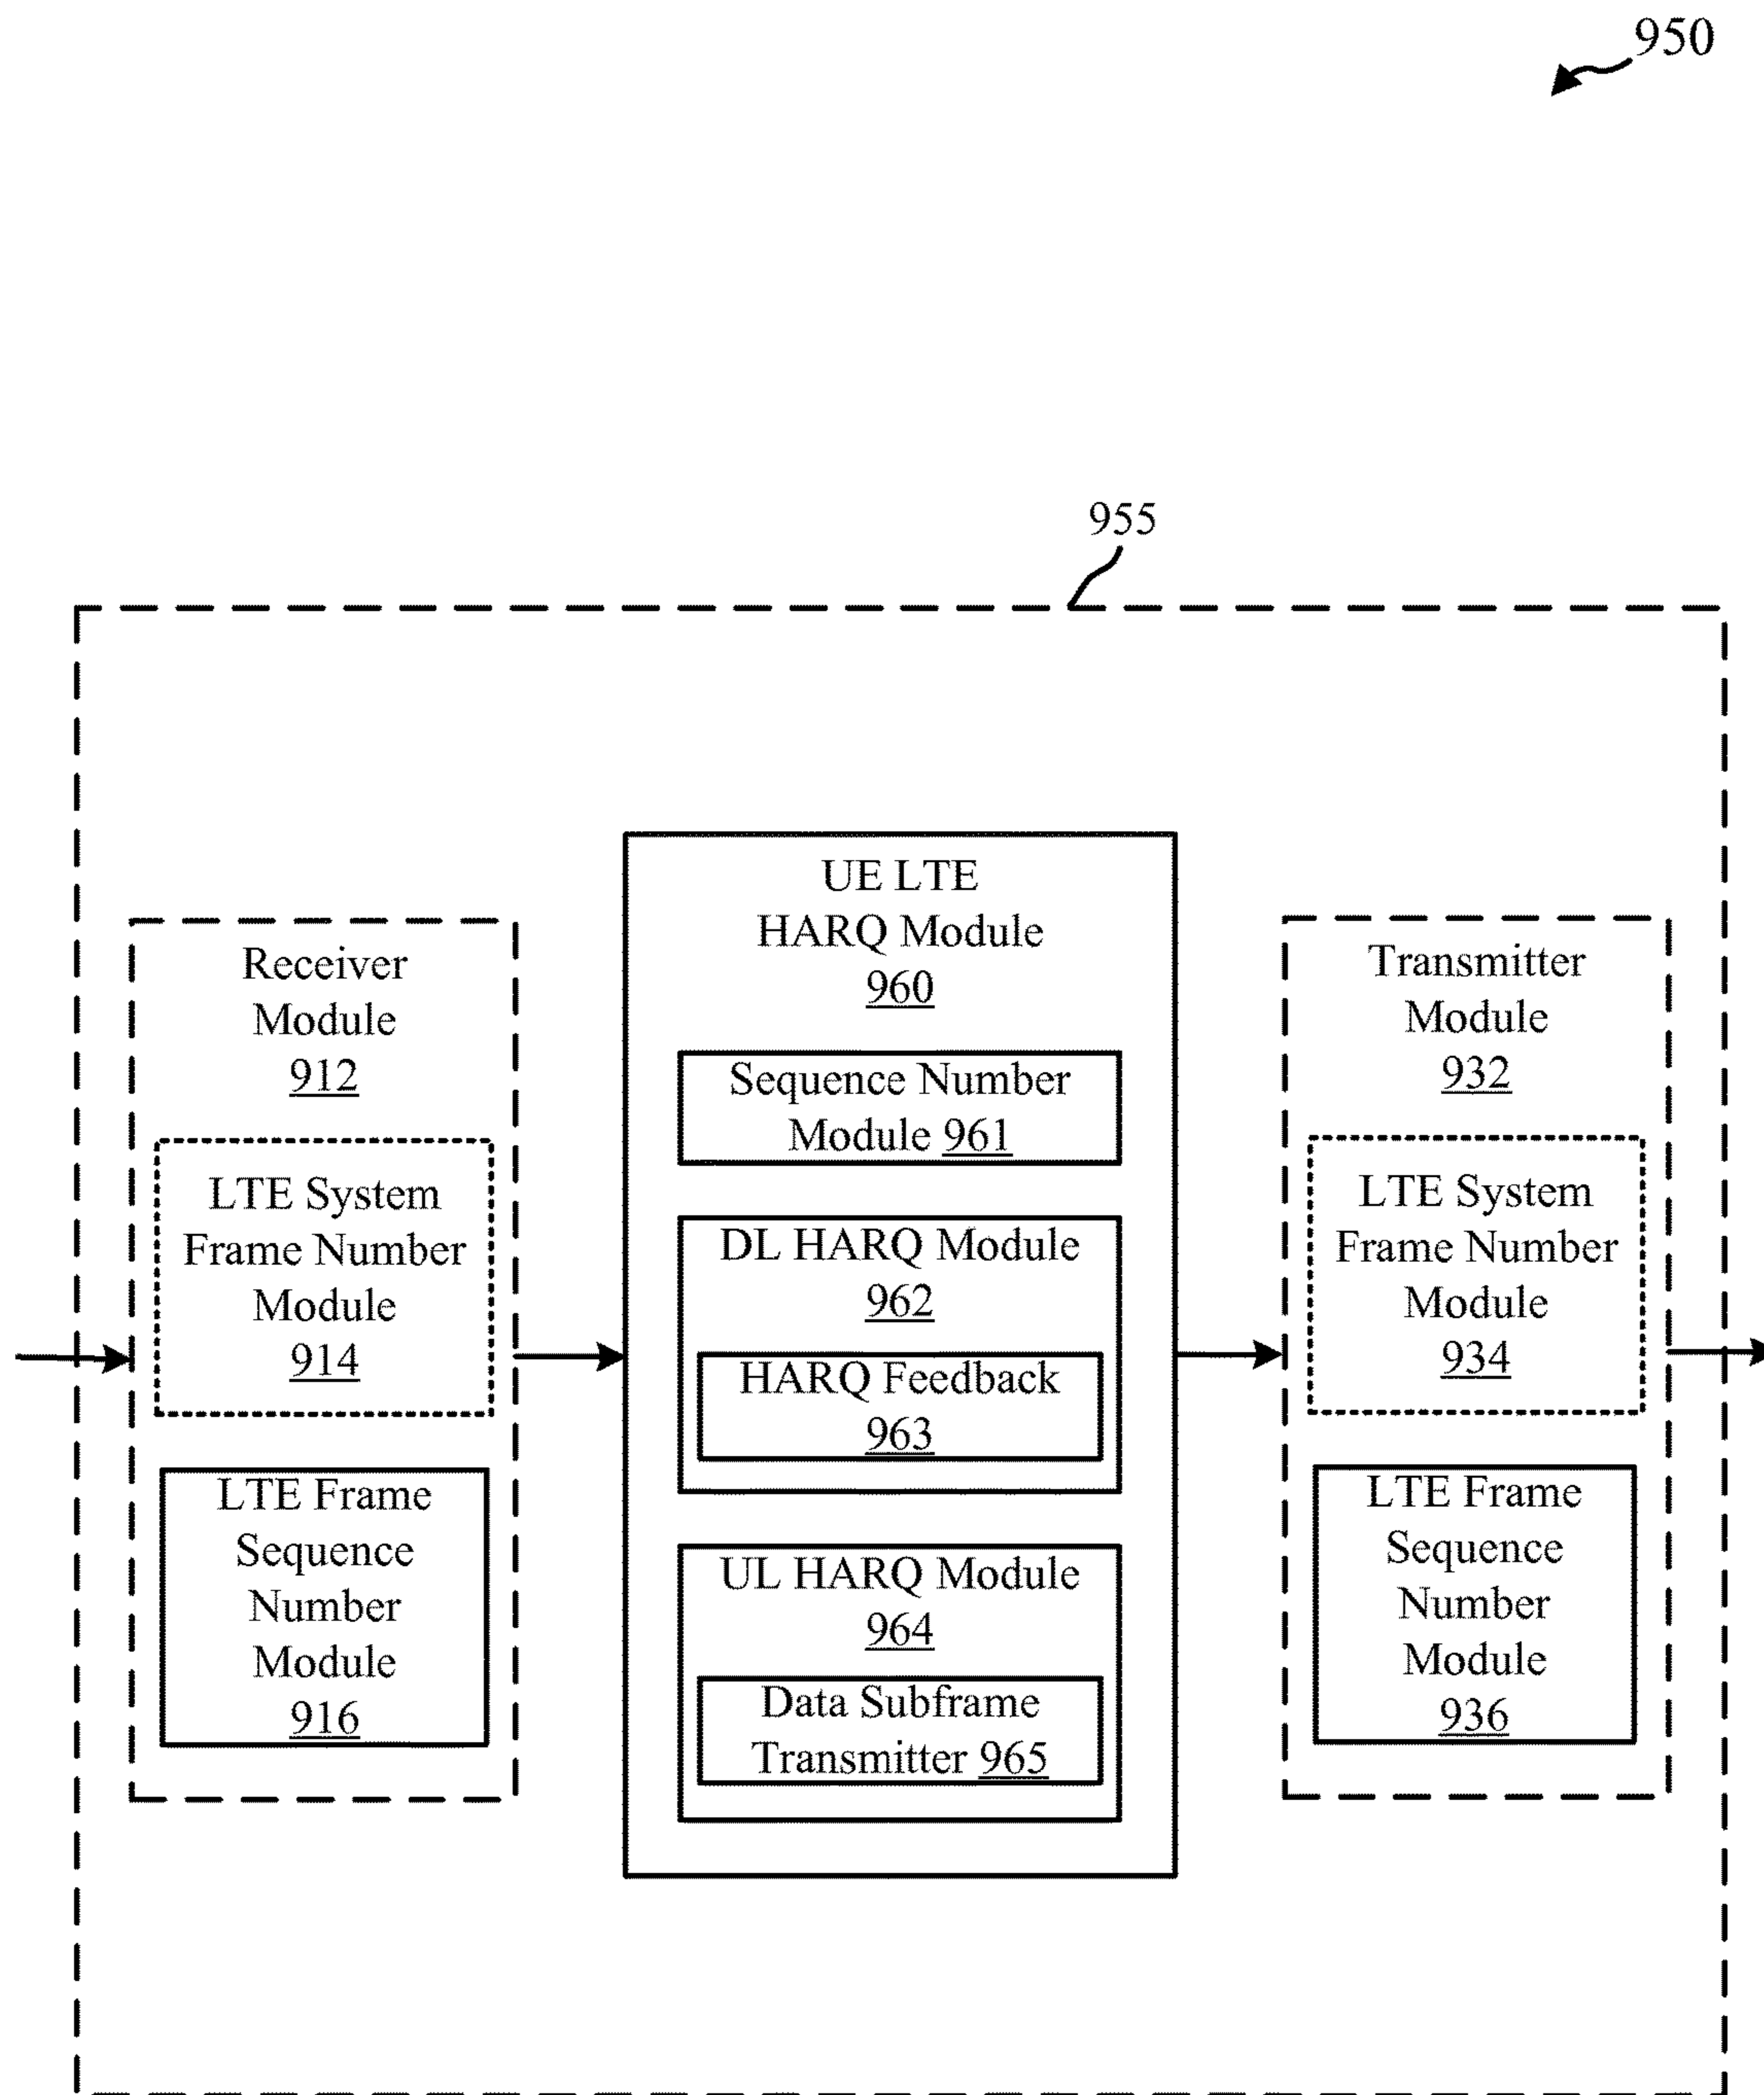 950
955
Receiver
Module
912
LTE System
Frame Number
Module
914
LTE Frame
Sequence
Number
Module
916
UE LTE
HARQ Module
960
Sequence Number
Module 961
DL HARQ Module
962
HARQ Feedback
963
UL HARQ Module
964
Data Subframe
Transmitter 965
Transmitter
Module
932
LTE System
Frame Number
Module
934
LTE Frame
Sequence
Number
Module
936